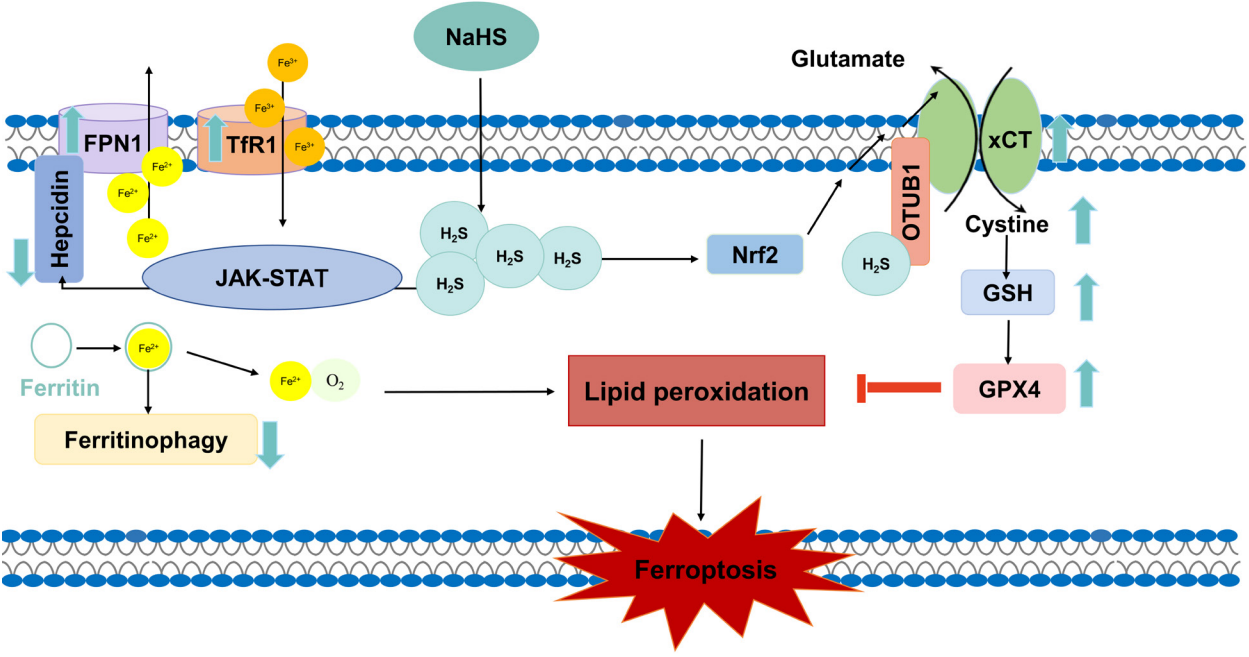 NaHS
Glutamate
Fe³⁺
Fe³⁺
Fe³⁺
FPN1
TfR1
xCT
Fe²⁺
Fe²⁺
Fe²⁺
Hepcidin
OTUB1
Cystine
H₂S
H₂S
H₂S
H₂S
H₂S
Nrf2
JAK-STAT
GSH
Fe²⁺
Ferritin
Fe²⁺
O₂
Lipid peroxidation
GPX4
Ferritinophagy
Ferroptosis